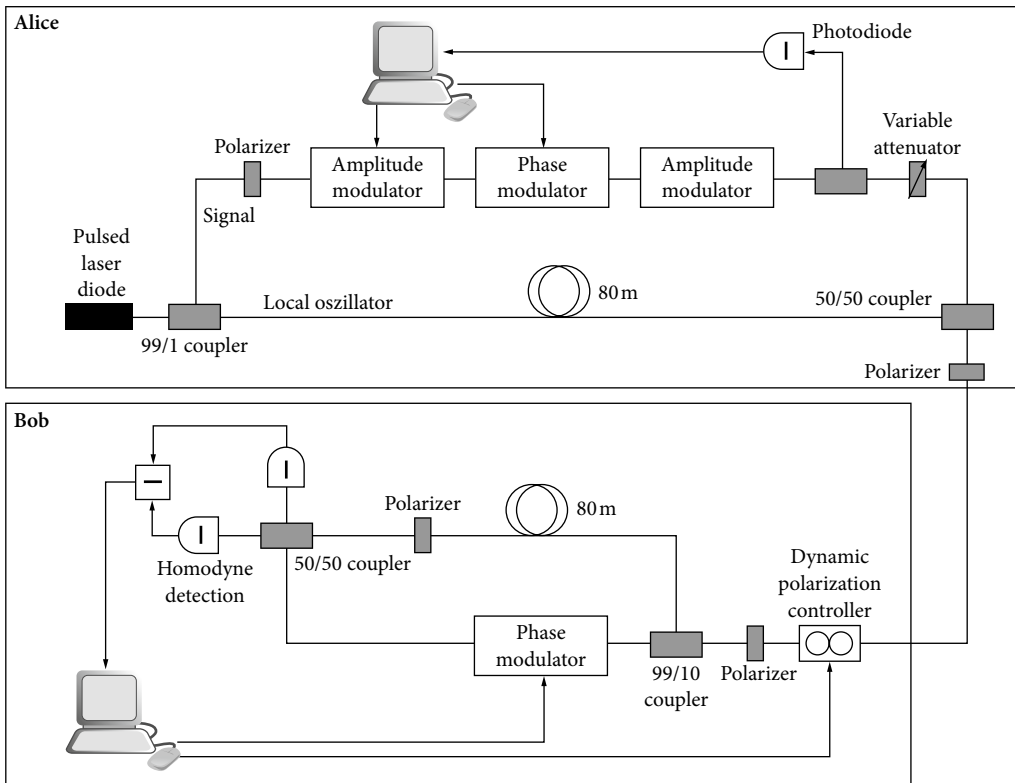 Alice
Photodiode
Variable
attenuator
Polarizer
Amplitude
modulator
Phase
modulator
Amplitude
modulator
Signal
Pulsed
laser
diode
Local oszillator
80 m
50/50 coupler
99/1 coupler
Polarizer
Bob
Polarizer
80 m
50/50 coupler
Homodyne
detection
Dynamic
polarization
controller
Phase
modulator
99/10
coupler
Polarizer